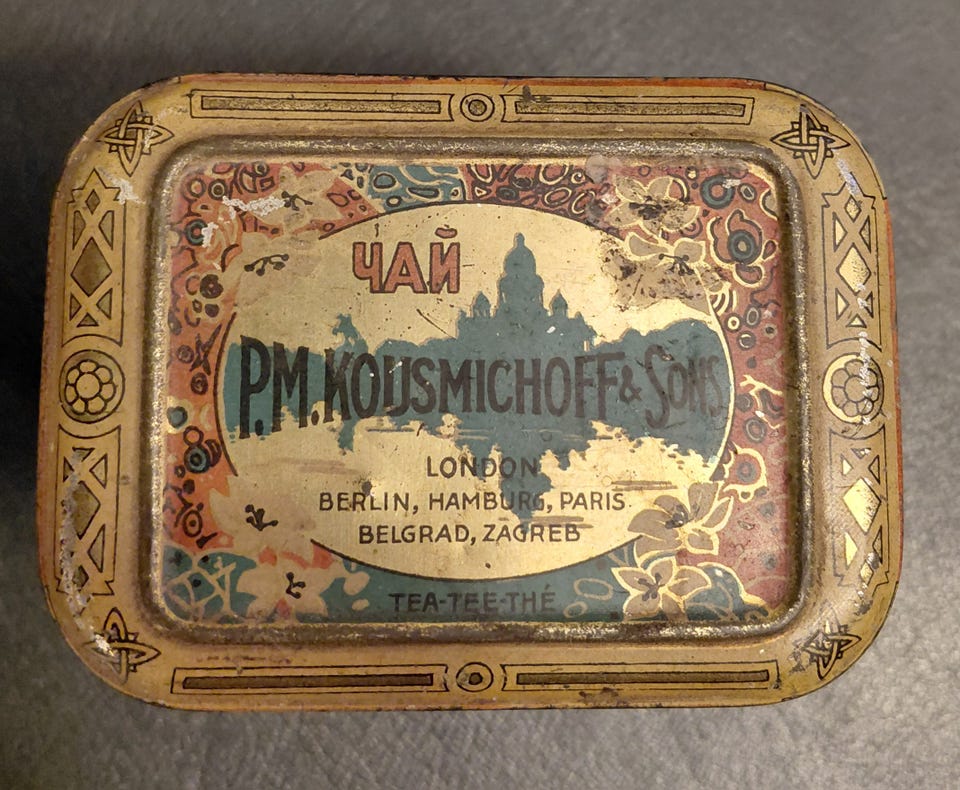 ЧАЙ
P.M. KOUSMICHOFF & SONS
LONDON
BERLIN, HAMBURG, PARIS.
BELGRAD, ZAGREB
TEA-TEE-THÉ